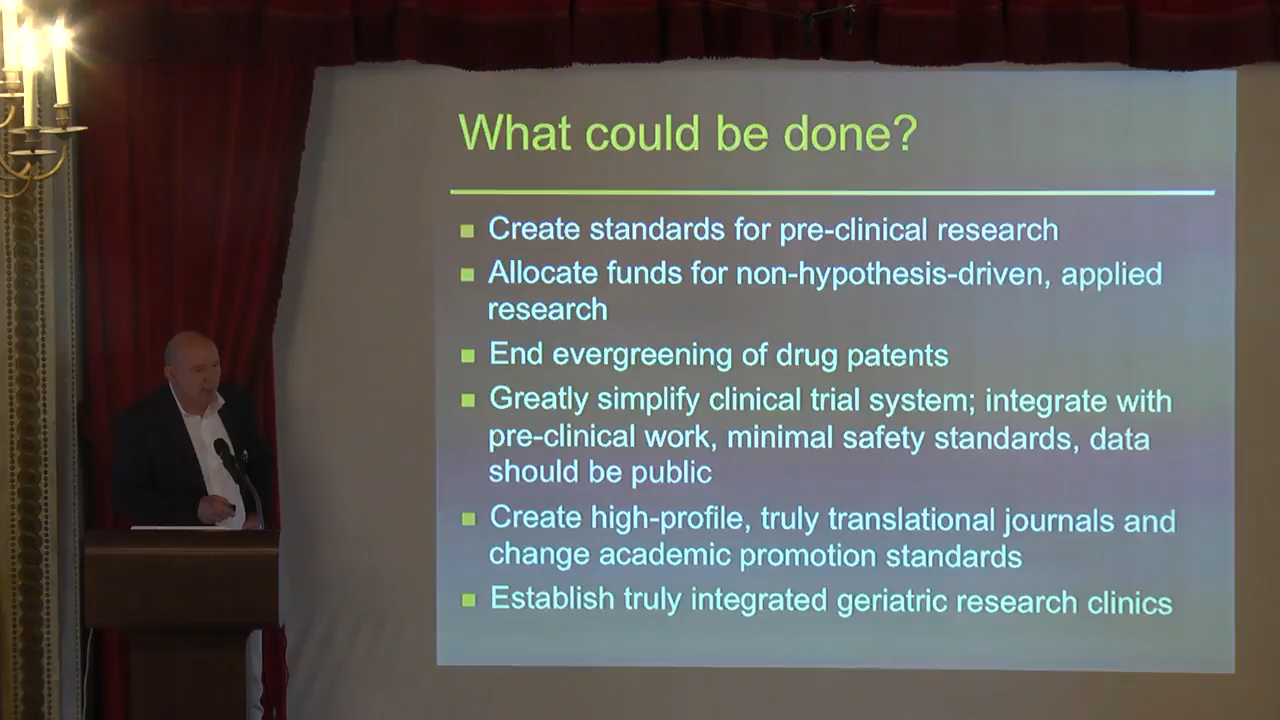 What could be done?
Create standards for pre-clinical research
Allocate funds for non-hypothesis-driven, applied
research
End evergreening of drug patents
Greatly simplify clinical trial system; integrate with
pre-clinical work, minimal safety standards, data
should be public
Create high-profile, truly translational journals and
change academic promotion standards
Establish truly integrated geriatric research clinics